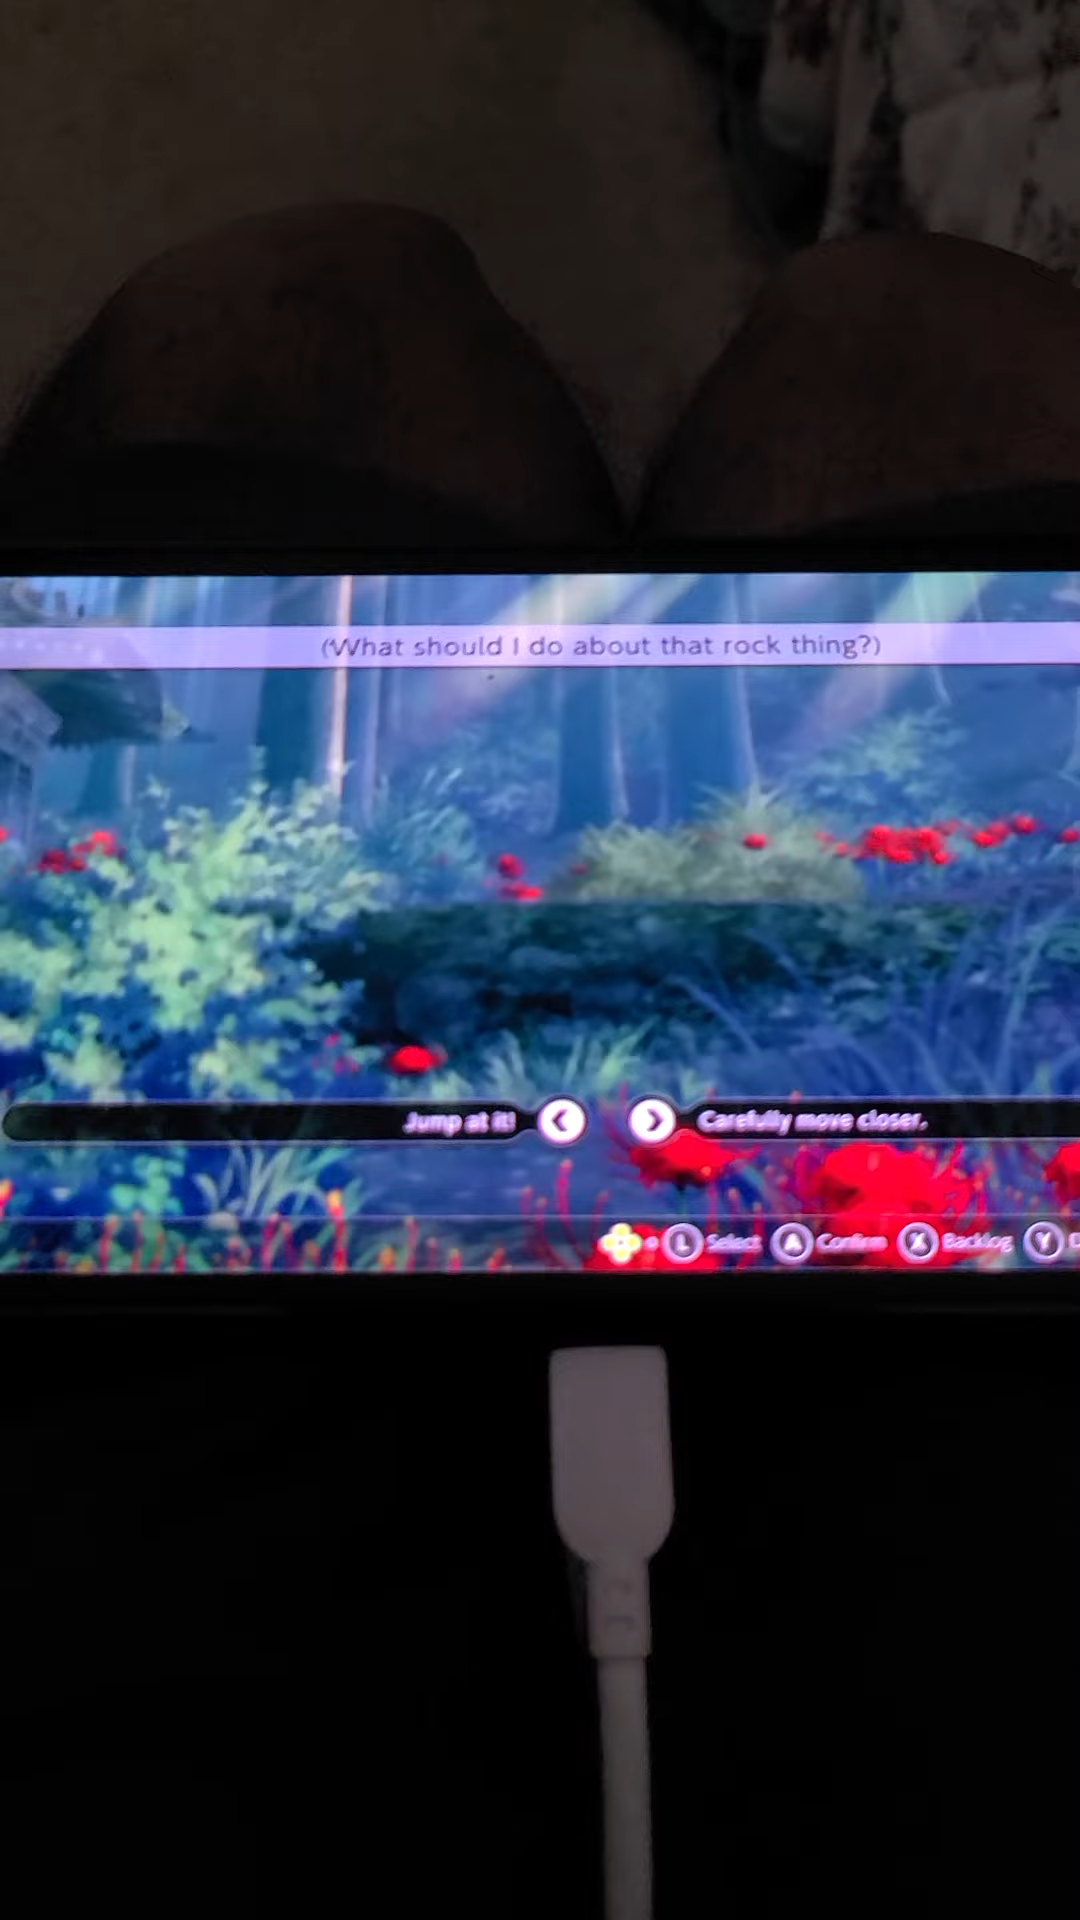 (What should I do about that rock thing?)
Jump at it!
Carefully move closer.
L Select A Confirm X Backlog Y